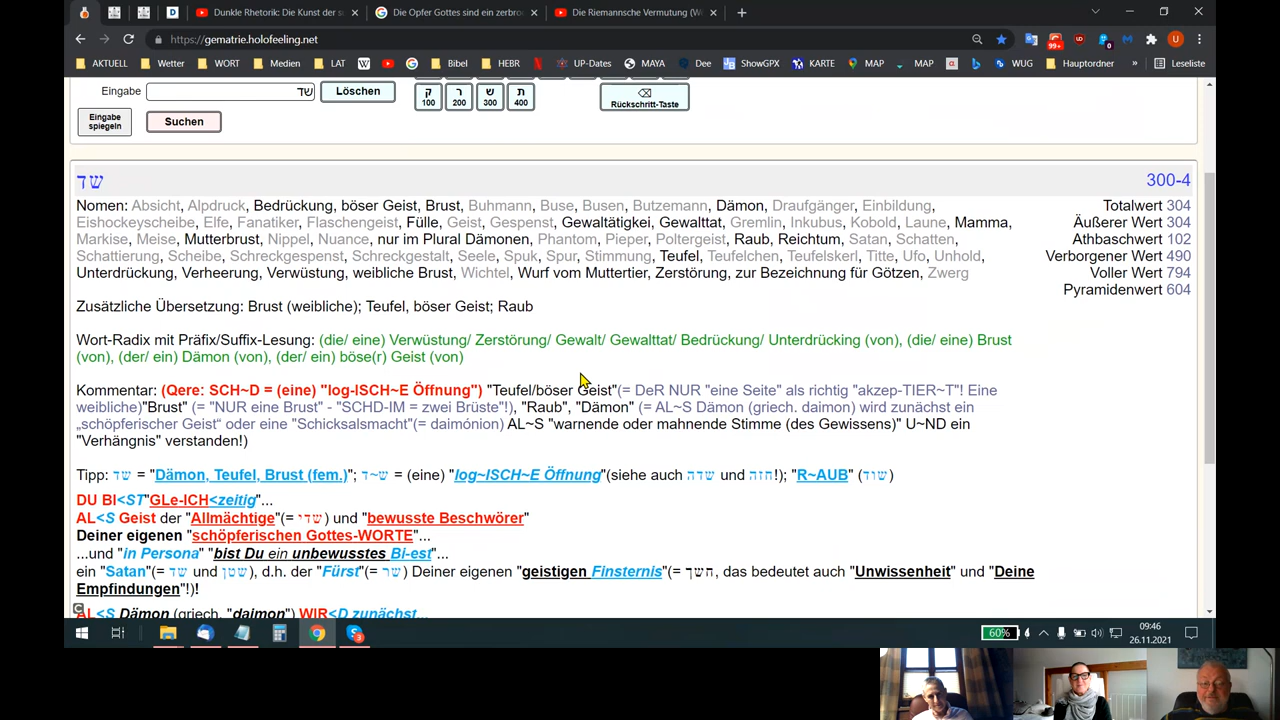 Dunkle Rhetorik: Die Kunst der s
Die Opfer Gottes sind ein zerbro
Die Riemannsche Vermutung (W
https://gematrie.holofeeling.net
AKTUELL Wetter WORT Medien LAT Bibel HEBR UP-Dates MAYA Dee ShowGPX KARTE MAP MAP WUG Hauptordner Leseliste
Eingabe שד Löschen ק 100 ר 200 ש 300 ת 400 Rückschritt-Taste
Eingabe spiegeln Suchen
שד 300-4
Nomen: Absicht, Alpdruck, Bedrückung, böser Geist, Brust, Buhmann, Buse, Busen, Butzemann, Dämon, Draufgänger, Einbildung, Totalwert 304
Eishockeyscheibe, Elfe, Fanatiker, Flaschengeist, Fülle, Geist, Gespenst, Gewalttätigkei, Gewalttat, Gremlin, Inkubus, Kobold, Laune, Mamma, Äußerer Wert 304
Markise, Meise, Mutterbrust, Nippel, Nuance, nur im Plural Dämonen, Phantom, Pieper, Poltergeist, Raub, Reichtum, Satan, Schatten, Athbaschwert 102
Schattierung, Scheibe, Schreckgespenst, Schreckgestalt, Seele, Spuk, Spur, Stimmung, Teufel, Teufelchen, Teufelskerl, Titte, Ufo, Unhold, Verborgener Wert 490
Unterdrückung, Verheerung, Verwüstung, weibliche Brust, Wichtel, Wurf vom Muttertier, Zerstörung, zur Bezeichnung für Götzen, Zwerg Voller Wert 794
Pyramidenwert 604
Zusätzliche Übersetzung: Brust (weibliche); Teufel, böser Geist; Raub
Wort-Radix mit Präfix/Suffix-Lesung: (die/ eine) Verwüstung/ Zerstörung/ Gewalt/ Gewalttat/ Bedrückung/ Unterdrücking (von), (die/ eine) Brust
(von), (der/ ein) Dämon (von), (der/ ein) böse(r) Geist (von)
Kommentar: (Qere: SCH~D = (eine) "log-ISCH~E Öffnung") "Teufel/böser Geist"(= DeR NUR "eine Seite" als richtig "akzep-TIER~T"! Eine
weibliche)"Brust" (= "NUR eine Brust" - "SCHD-IM = zwei Brüste"!), "Raub", "Dämon" (= AL~S Dämon (griech. daimon) wird zunächst ein
„schöpferischer Geist“ oder eine "Schicksalsmacht"(= daimónion) AL~S "warnende oder mahnende Stimme (des Gewissens)" U~ND ein
"Verhängnis" verstanden!)
Tipp: שד = "Dämon, Teufel, Brust (fem.)"; ש~ד = (eine) "log~ISCH~E Öffnung"(siehe auch שדה und חזה!); "R~AUB" (שוד)
DU BI<ST"GLe-ICH<zeitig"...
AL<S Geist der "Allmächtige"(= שדי) und "bewusste Beschwörer"
Deiner eigenen "schöpferischen Gottes-WORTE"...
...und "in Persona" "bist Du ein unbewusstes Bi-est"...
ein "Satan"(= שד und שטן), d.h. der "Fürst"(= שר) Deiner eigenen "geistigen Finsternis"(= חשך, das bedeutet auch "Unwissenheit" und "Deine
Empfindungen"!)!
AL<S Dämon (griech. "daimon") WIR<D zunächst...
60%
09:46
26.11.2021